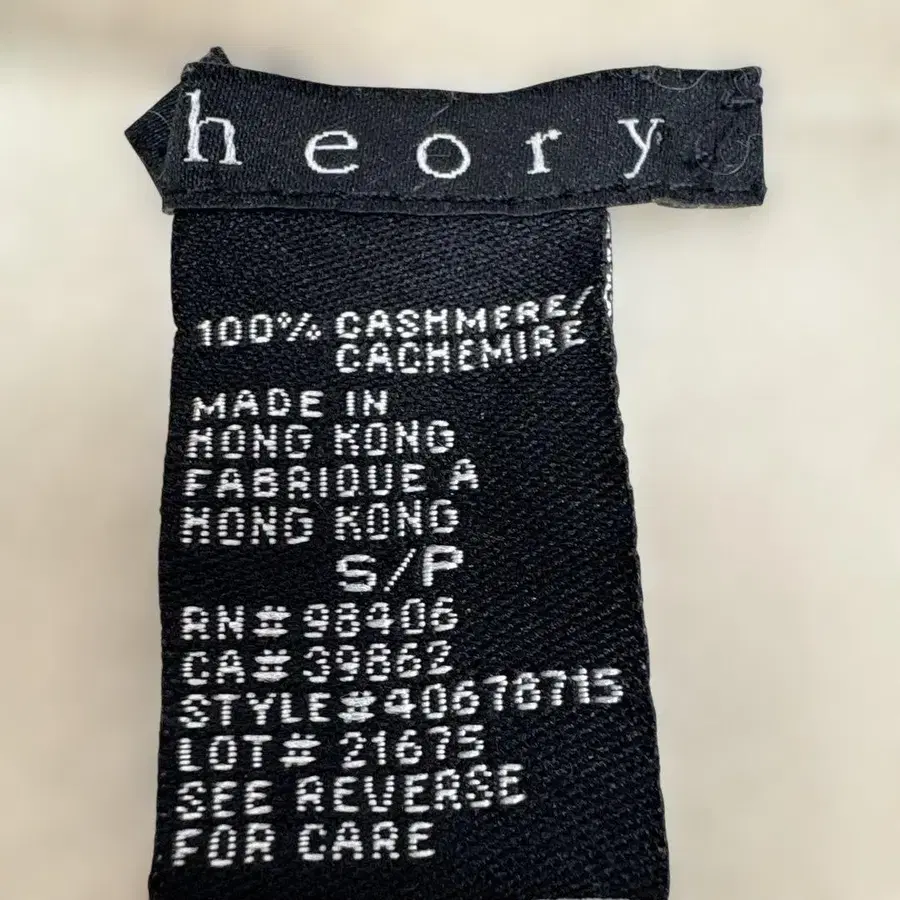 heory
100% CASHMERE/
CACHEMIRE
MADE IN
HONG KONG
FABRIQUE A
HONG KONG
S/P
RN# 98406
CA# 39862
STYLE #40678715
LOT# 21675
SEE REVERSE
FOR CARE